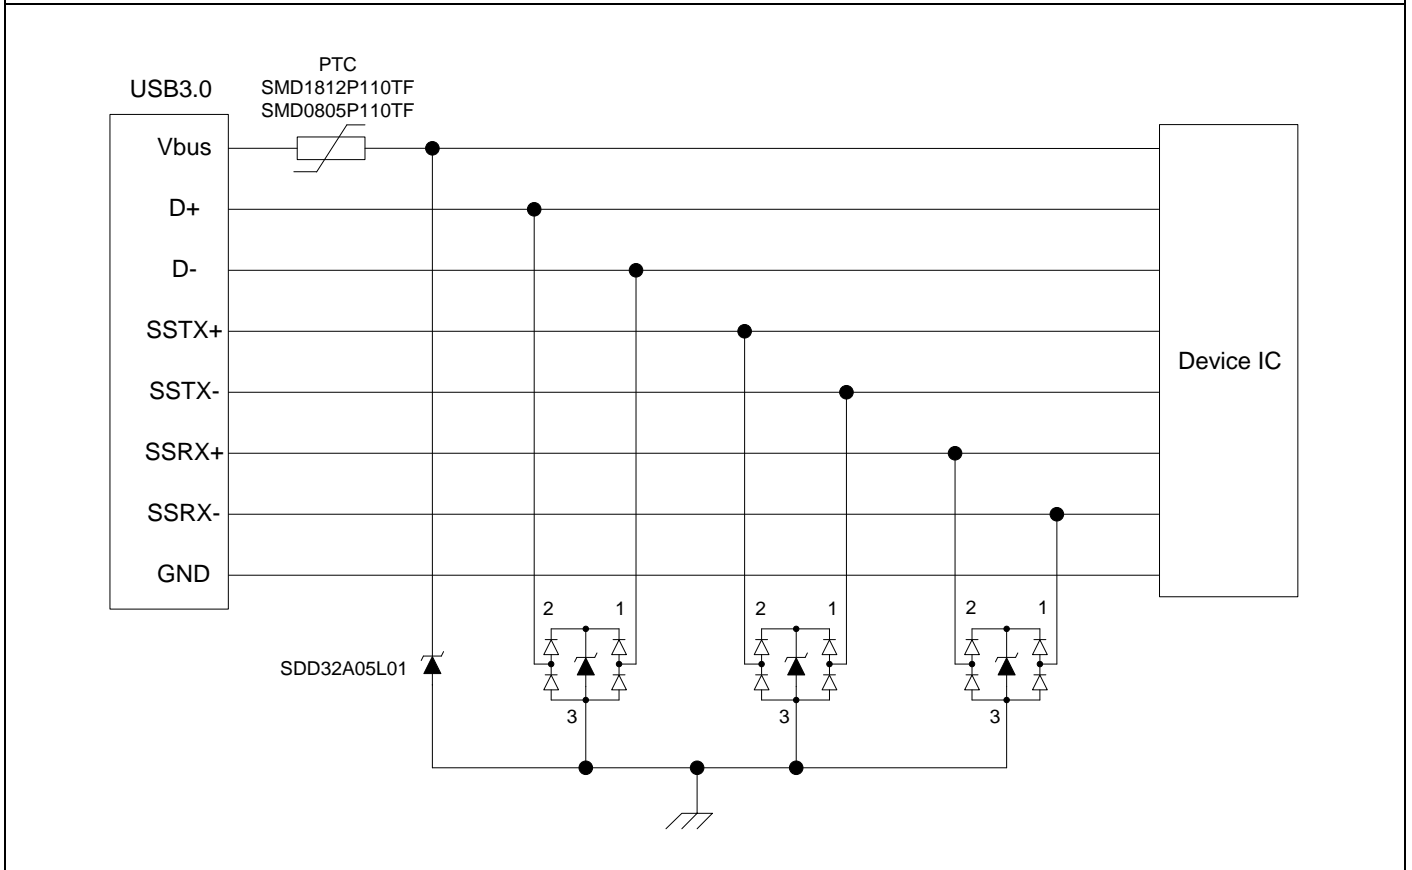 PTC
SMD1812P110TF
SMD0805P110TF
USB3.0
Vbus
D+
D-
SSTX+
SSTX-
SSRX+
SSRX-
GND
Device IC
2 1
2 1
2 1
SDD32A05L01
3
3
3